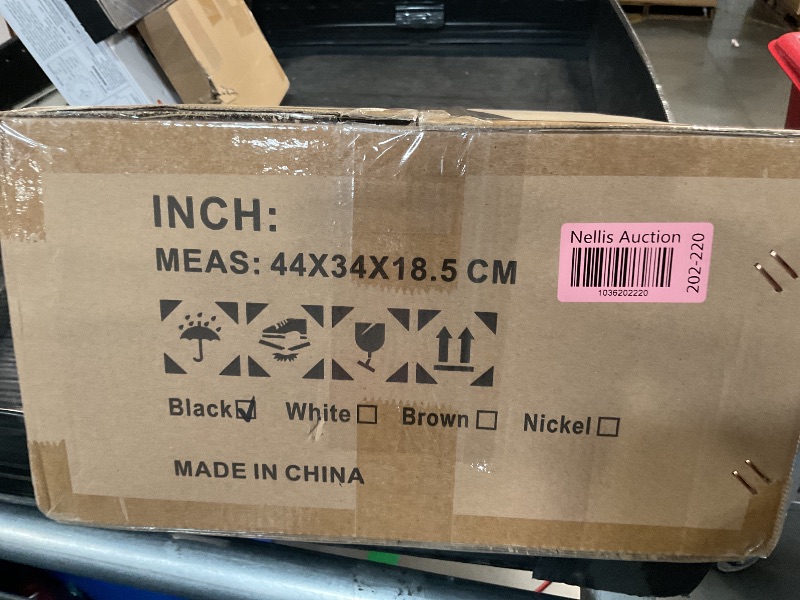 INCH:
MEAS: 44X34X18.5 CM
Nellis Auction
1036202220
202-220
Black White Brown Nickel
MADE IN CHINA